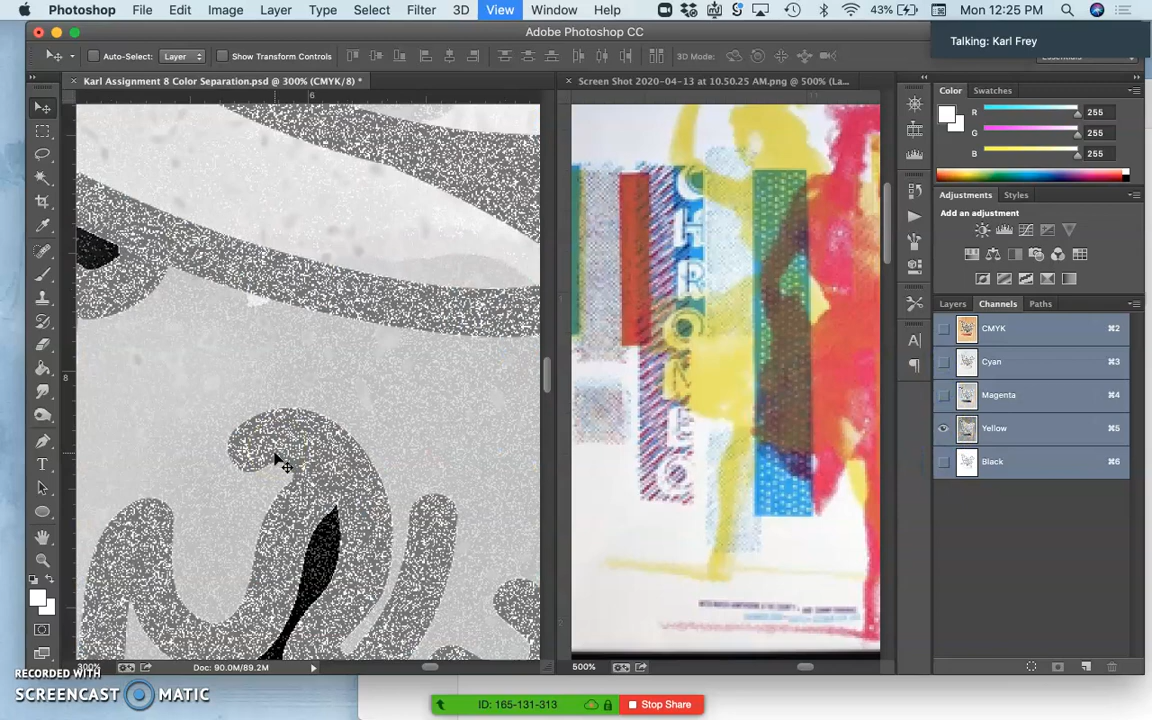 Photoshop File Edit Image Layer Type Select Filter 3D View Window Help 43% Mon 12:25 PM
Adobe Photoshop CC
Talking: Karl Frey
Auto-Select: Layer Show Transform Controls 3D Mode:
Karl Assignment 8 Color Separation.psd @ 300% (CMYK/8) *
Screen Shot 2020-04-13 at 10.50.25 AM.png @ 500% (La...
6
8
Color Swatches
R 255
G 255
B 255
Adjustments Styles
Add an adjustment
Layers Channels Paths
CMYK ⌘2
Cyan ⌘3
Magenta ⌘4
Yellow ⌘5
Black ⌘6
300% Doc: 90.0M/89.2M
500%
RECORDED WITH
SCREENCAST MATIC
ID: 165-131-313 Stop Share